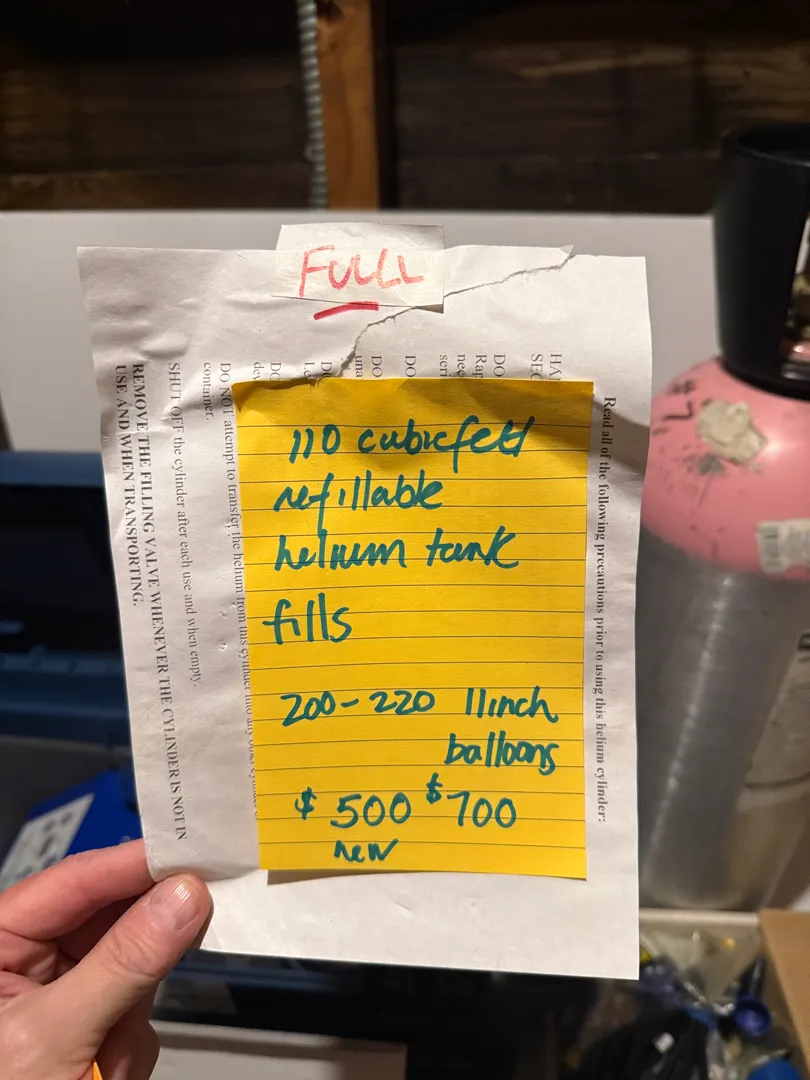 FULL
110 cubicfeet
refillable
helium tank
fills
200-220 11inch
balloons
$500 $700
new
Read all of the following precautions prior to using this helium cylinder:
DO
DO
DO
DO NOT attempt to transfer the helium from this cylinder into any other cylinder or
container.
SHUT OFF the cylinder after each use and when empty.
REMOVE THE FILLING VALVE WHENEVER THE CYLINDER IS NOT IN
USE AND WHEN TRANSPORTING.